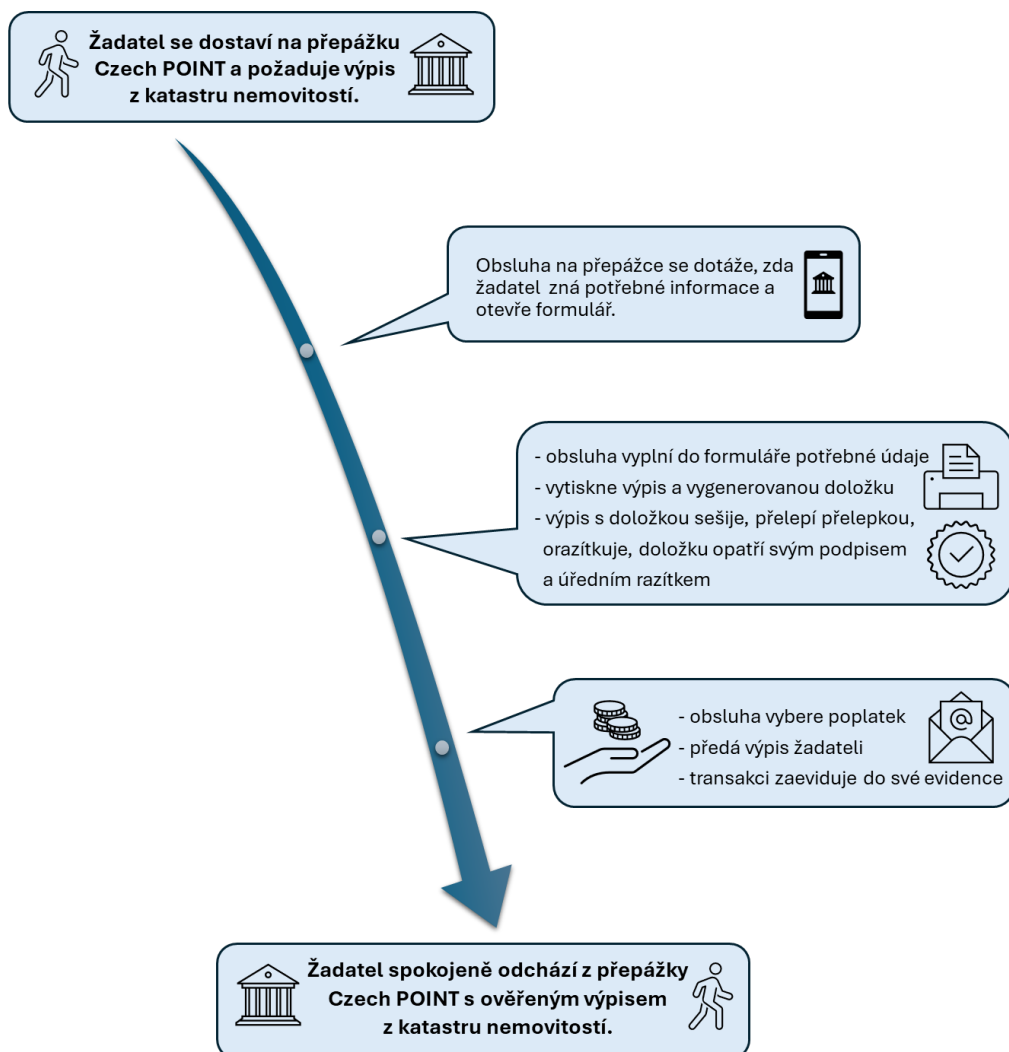 Žadatel se dostaví na přepážku
Czech POINT a požaduje výpis
z katastru nemovitostí.
Obsluha na přepážce se dotáže, zda
žadatel zná potřebné informace a
otevře formulář.
- obsluha vyplní do formuláře potřebné údaje
- vytiskne výpis a vygenerovanou doložku
- výpis s doložkou sešije, přelepí přelepkou,
orazítkuje, doložku opatří svým podpisem
a úředním razítkem
- obsluha vybere poplatek
- předá výpis žadateli
- transakci zaeviduje do své evidence
@
Žadatel spokojeně odchází z přepážky
Czech POINT s ověřeným výpisem
z katastru nemovitostí.